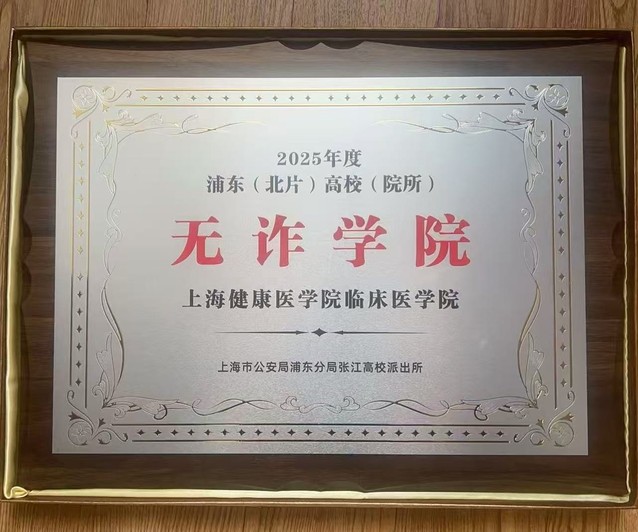 2025年度
浦东（北片）高校（院所）
无诈学院
上海健康医学院临床医学院
上海市公安局浦东分局张江高校派出所